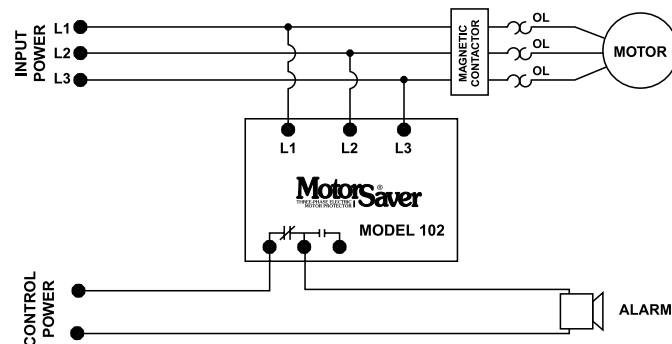 INPUT
POWER
L1
L2
L3
MAGNETIC
CONTACTOR
OL
OL
OL
MOTOR
L1
L2
L3
MotorSaver®
THREE-PHASE ELECTRIC
MOTOR PROTECTOR
MODEL 102
CONTROL
POWER
ALARM